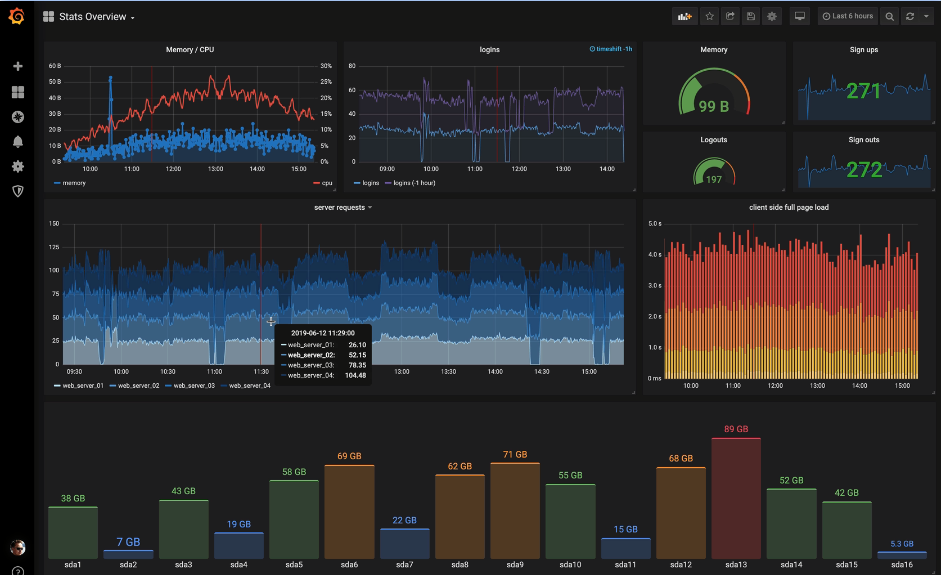 Stats Overview
Last 6 hours
Memory / CPU
60 B
50 B
40 B
30 B
20 B
10 B
0 B
30%
25%
20%
15%
10%
5%
0%
10:00 11:00 12:00 13:00 14:00 15:00
memory
cpu
logins
timeshift -1h
80
60
40
20
0
09:00 10:00 11:00 12:00 13:00 14:00
logins logins (-1 hour)
Memory
99 B
Sign ups
271
Logouts
197
Sign outs
272
server requests
150
125
100
75
50
25
0
09:30 10:00 10:30 11:00 11:30 13:00 13:30 14:00 14:30 15:00
2019-06-12 11:29:00
web_server_01: 26.10
web_server_02: 52.15
web_server_03: 78.35
web_server_04: 104.48
web_server_01 web_server_02 web_server_03 web_server_04
client side full page load
5.0 s
4.0 s
3.0 s
2.0 s
1.0 s
0 ms
10:00 11:00 12:00 13:00 14:00 15:00
38 GB
7 GB
43 GB
19 GB
58 GB
69 GB
22 GB
62 GB
71 GB
55 GB
15 GB
68 GB
89 GB
52 GB
42 GB
5.3 GB
sda1 sda2 sda3 sda4 sda5 sda6 sda7 sda8 sda9 sda10 sda11 sda12 sda13 sda14 sda15 sda16